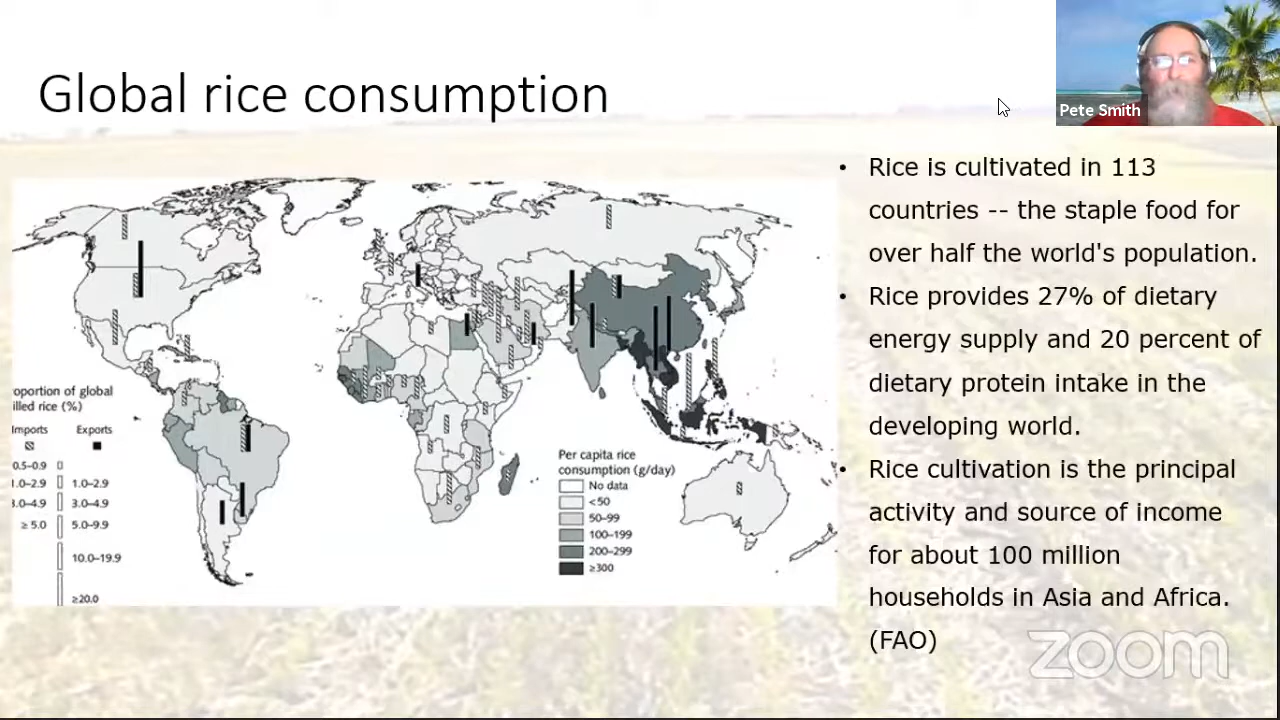 Global rice consumption
Pete Smith
• Rice is cultivated in 113
countries -- the staple food for
over half the world's population.
• Rice provides 27% of dietary
energy supply and 20 percent of
dietary protein intake in the
developing world.
• Rice cultivation is the principal
activity and source of income
for about 100 million
households in Asia and Africa.
(FAO)
oportion of global
illed rice (%)
Imports Exports
0.5–0.9
1.0–2.9 1.0–2.9
3.0–4.9 3.0–4.9
≥ 5.0 5.0–9.9
10.0–19.9
≥20.0
Per capita rice
consumption (g/day)
No data
<50
50–99
100–199
200–299
≥300
zoom